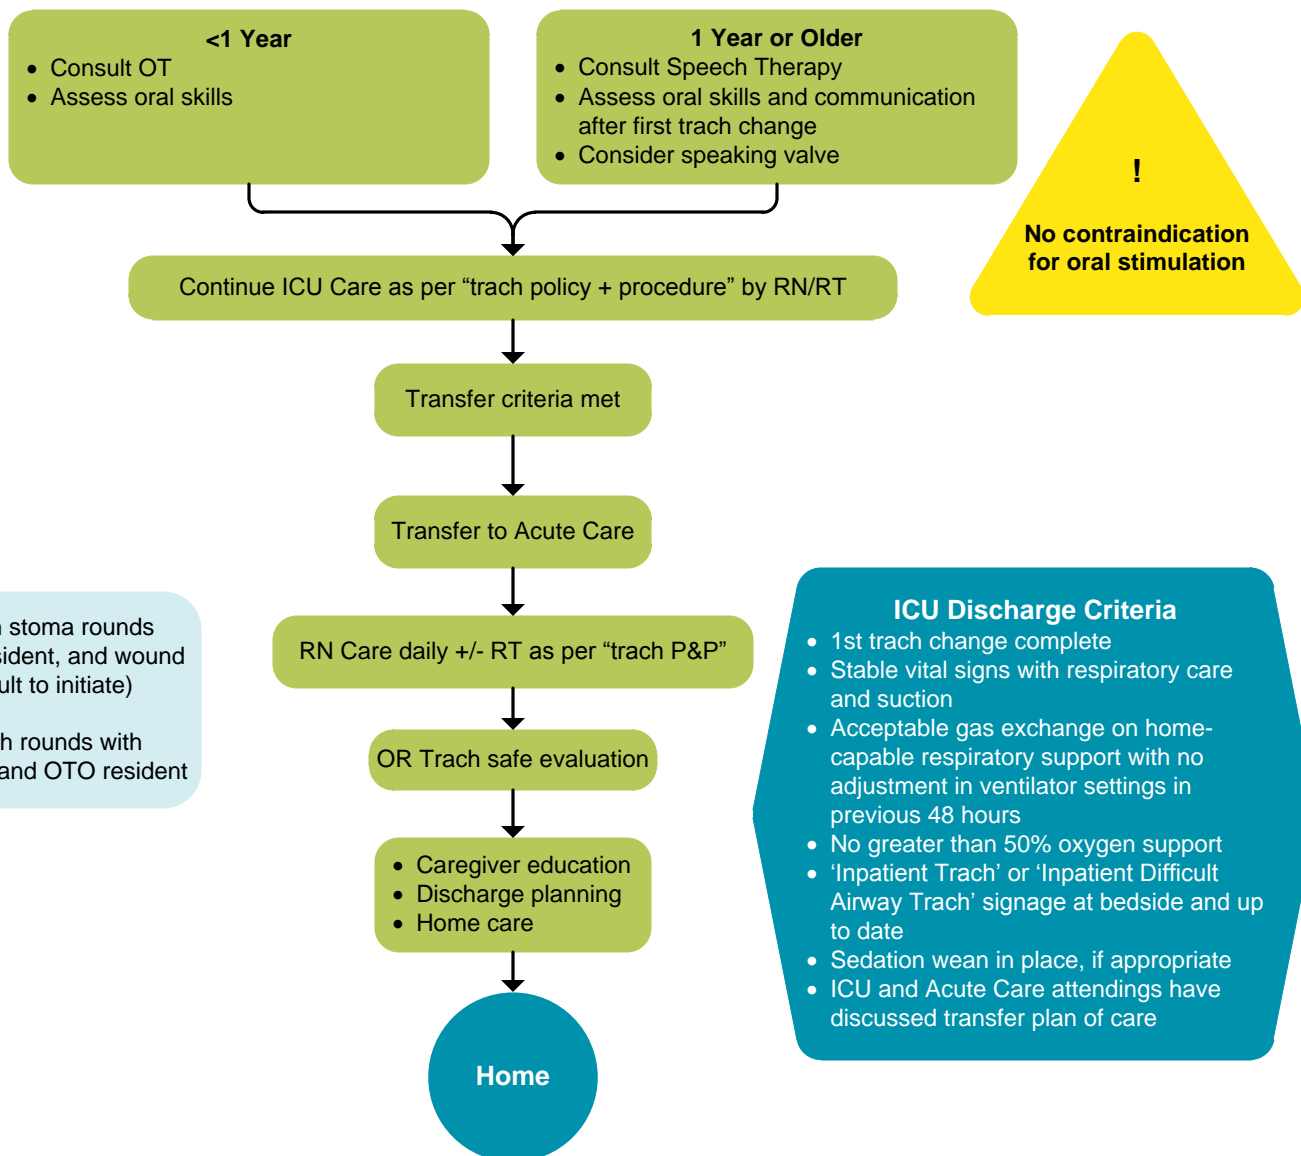 <1 Year
• Consult OT
• Assess oral skills
1 Year or Older
• Consult Speech Therapy
• Assess oral skills and communication
after first trach change
• Consider speaking valve
!
No contraindication
for oral stimulation
Continue ICU Care as per “trach policy + procedure” by RN/RT
Transfer criteria met
Transfer to Acute Care
stoma rounds
and wound
to initiate)
rounds with
and OTO resident
RN Care daily +/- RT as per “trach P&P”
OR Trach safe evaluation
• Caregiver education
• Discharge planning
• Home care
Home
ICU Discharge Criteria
• 1st trach change complete
• Stable vital signs with respiratory care
and suction
• Acceptable gas exchange on home-
capable respiratory support with no
adjustment in ventilator settings in
previous 48 hours
• No greater than 50% oxygen support
• ‘Inpatient Trach’ or ‘Inpatient Difficult
Airway Trach’ signage at bedside and up
to date
• Sedation wean in place, if appropriate
• ICU and Acute Care attendings have
discussed transfer plan of care